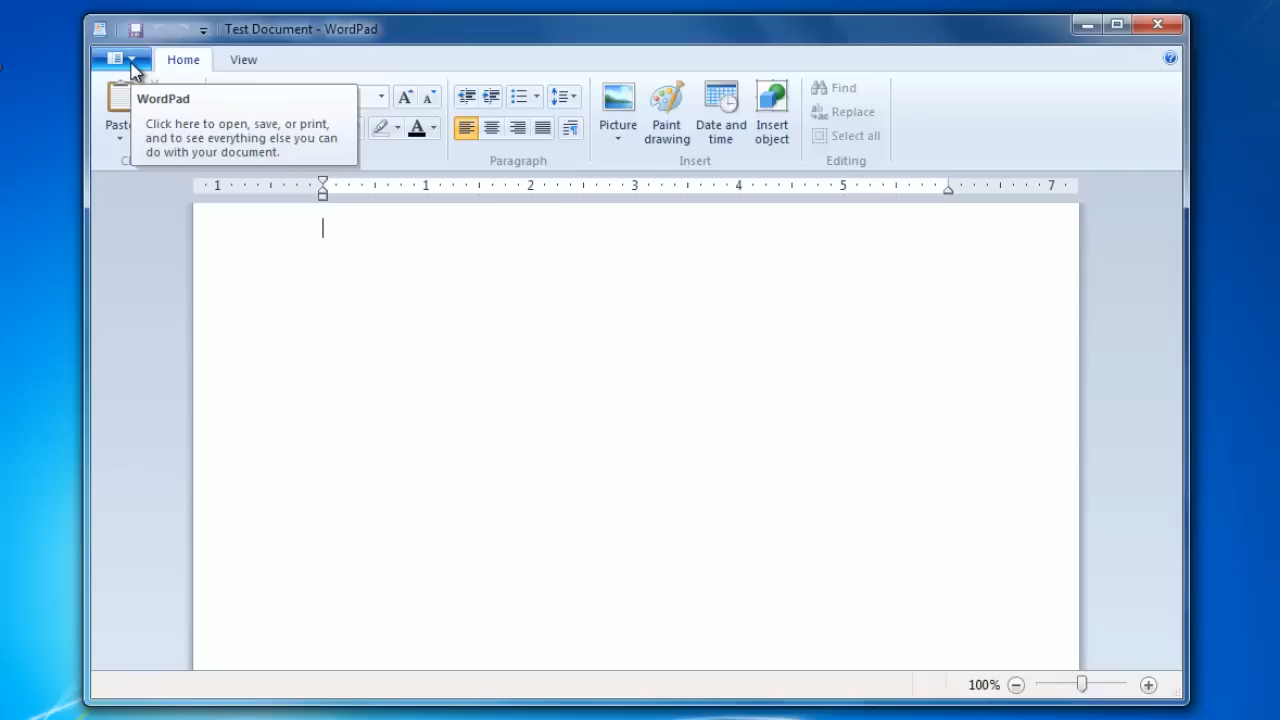 Test Document - WordPad
Home View
WordPad
Click here to open, save, or print,
and to see everything else you can
do with your document.
Paste
A A
A
Paragraph
Picture
Paint
drawing
Date and
time
Insert
object
Insert
Find
Replace
Select all
Editing
1 1 2 3 4 5 7
100%